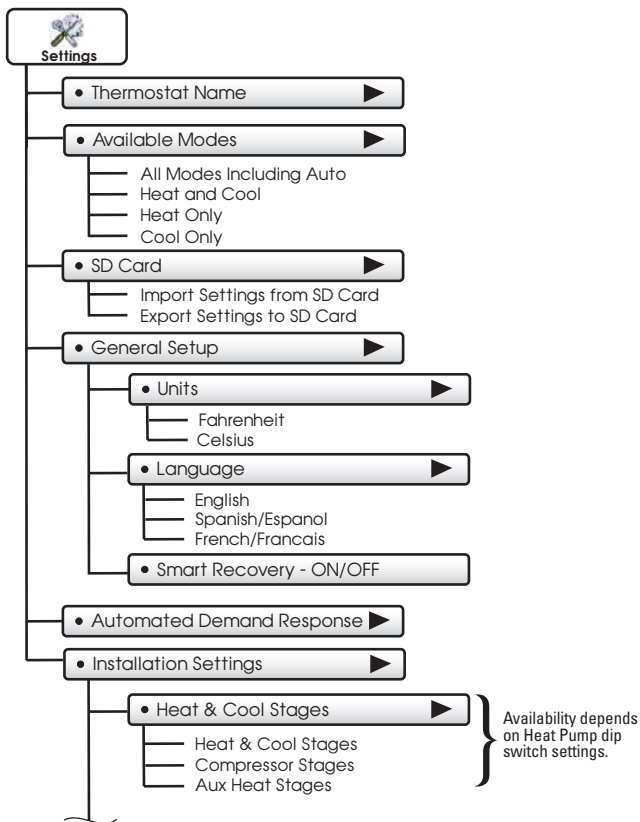 Settings
• Thermostat Name
• Available Modes
All Modes Including Auto
Heat and Cool
Heat Only
Cool Only
• SD Card
Import Settings from SD Card
Export Settings to SD Card
• General Setup
• Units
Fahrenheit
Celsius
• Language
English
Spanish/Espanol
French/Francais
• Smart Recovery - ON/OFF
• Automated Demand Response
• Installation Settings
• Heat & Cool Stages
Heat & Cool Stages
Compressor Stages
Aux Heat Stages
Availability depends
on Heat Pump dip
switch settings.